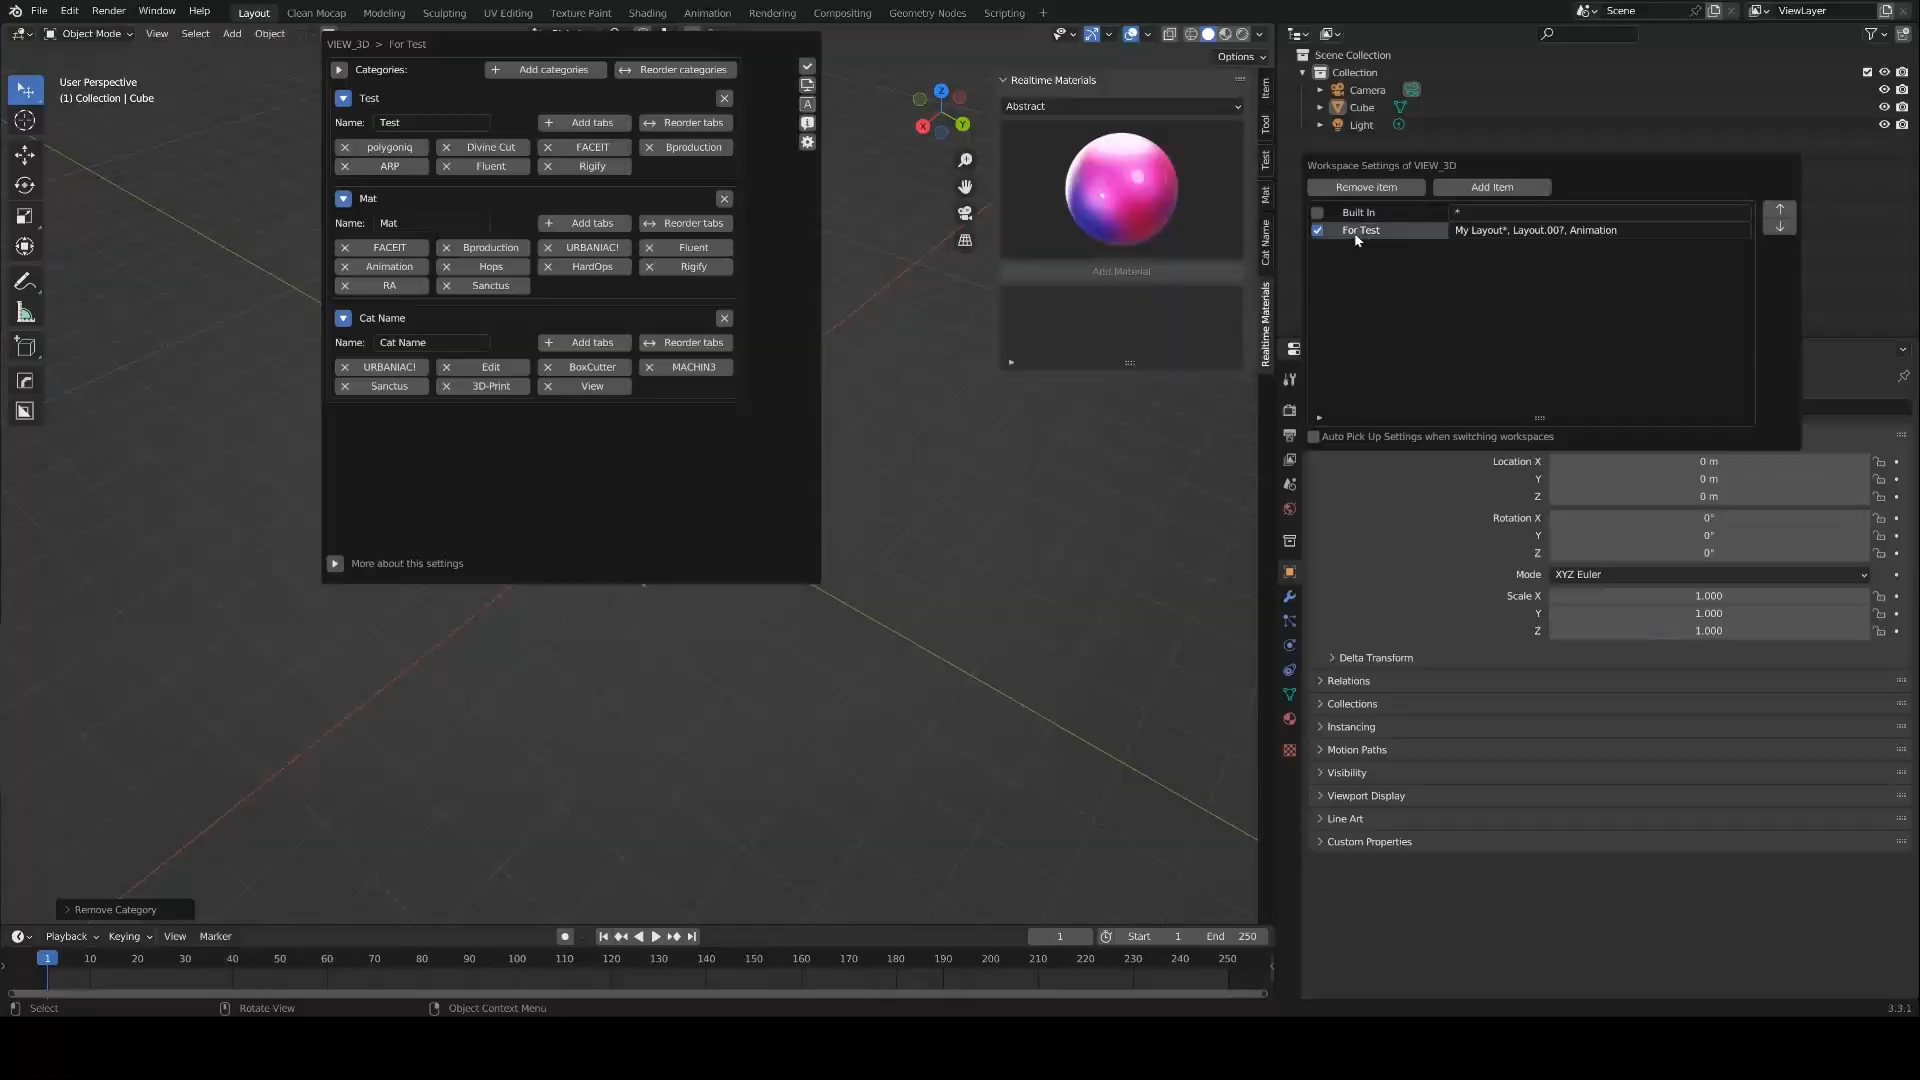 File Edit Render Window Help Layout Clean Mocap Modeling Sculpting UV Editing Texture Paint Shading Animation Rendering Compositing Geometry Nodes Scripting + Scene ViewLayer
Object Mode View Select Add Object
Options
User Perspective
(1) Collection | Cube
VIEW_3D > For Test
Categories: + Add categories Reorder categories
Test
Name: Test + Add tabs Reorder tabs
polygoniq Divine Cut FACEIT Bproduction
ARP Fluent Rigify
Mat
Name: Mat + Add tabs Reorder tabs
FACEIT Bproduction URBANIAC! Fluent
Animation Hops HardOps Rigify
RA Sanctus
Cat Name
Name: Cat Name + Add tabs Reorder tabs
URBANIAC! Edit BoxCutter MACHIN3
Sanctus 3D-Print View
More about this settings
X Y Z
Realtime Materials
Abstract
Add Material
Item
Tool
Test
Mat
Cat Name
Realtime Materials
Scene Collection
Collection
Camera
Cube
Light
Workspace Settings of VIEW_3D
Remove item Add Item
Built In *
For Test My Layout*, Layout.00?, Animation
Auto Pick Up Settings when switching workspaces
Location X 0 m
Y 0 m
Z 0 m
Rotation X 0°
Y 0°
Z 0°
Mode XYZ Euler
Scale X 1.000
Y 1.000
Z 1.000
Delta Transform
Relations
Collections
Instancing
Motion Paths
Visibility
Viewport Display
Line Art
Custom Properties
Remove Category
Playback Keying View Marker 1 Start 1 End 250
1 10 20 30 40 50 60 70 80 90 100 110 120 130 140 150 160 170 180 190 200 210 220 230 240 250
Select Rotate View Object Context Menu 3.3.1